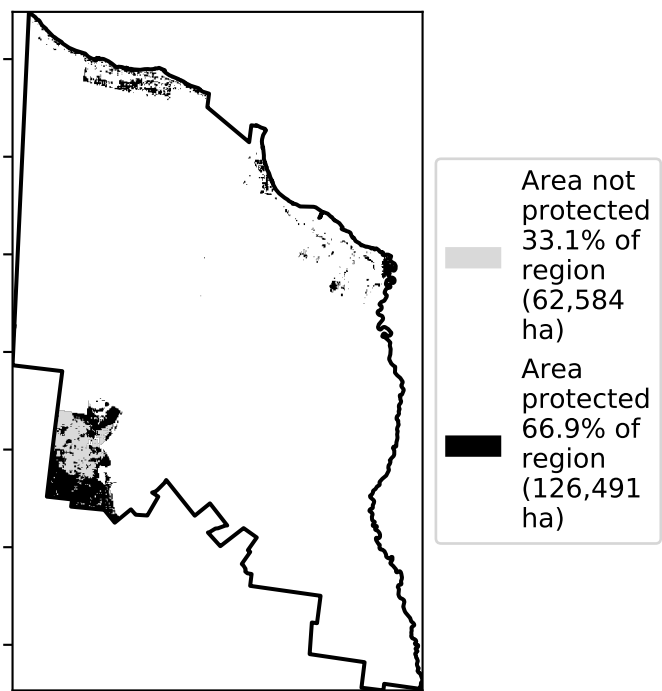 Area not
protected
33.1% of
region
(62,584
ha)
Area
protected
66.9% of
region
(126,491
ha)